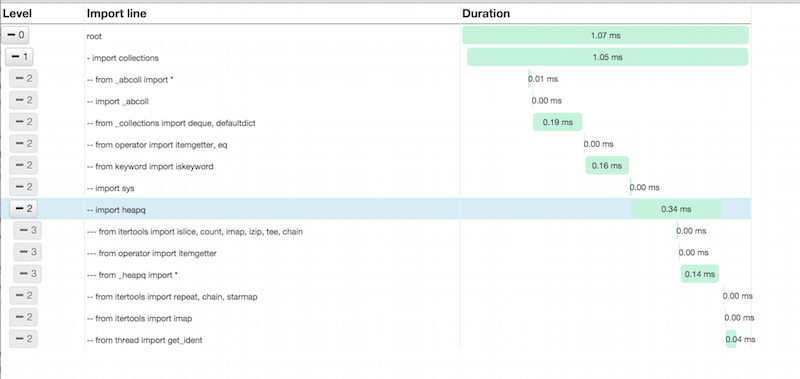 Level Import line Duration
0 root 1.07 ms
1 - import collections 1.05 ms
2 -- from _abcoll import * 0.01 ms
2 -- import _abcoll 0.00 ms
2 -- from _collections import deque, defaultdict 0.19 ms
2 -- from operator import itemgetter, eq 0.00 ms
2 -- from keyword import iskeyword 0.16 ms
2 -- import sys 0.00 ms
2 -- import heapq 0.34 ms
3 --- from itertools import islice, count, imap, izip, tee, chain 0.00 ms
3 --- from operator import itemgetter 0.00 ms
3 --- from _heapq import * 0.14 ms
2 -- from itertools import repeat, chain, starmap 0.00 ms
2 -- from itertools import imap 0.00 ms
2 -- from thread import get_ident 0.04 ms